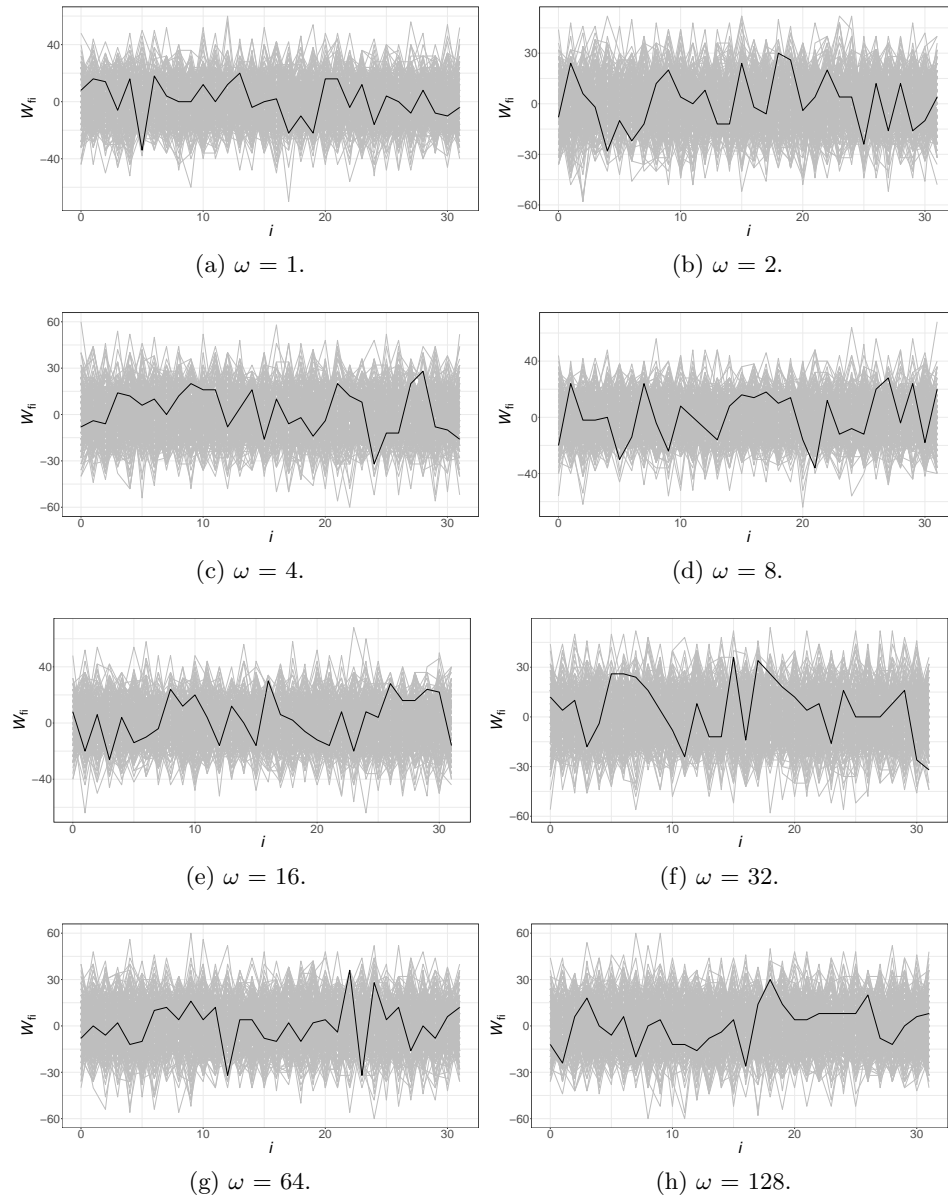 40
0
−40
W_fi
0 10 20 30
i
(a) ω = 1.
30
0
−30
−60
W_fi
0 10 20 30
i
(b) ω = 2.
60
30
0
−30
−60
W_fi
0 10 20 30
i
(c) ω = 4.
40
0
−40
W_fi
0 10 20 30
i
(d) ω = 8.
40
0
−40
W_fi
0 10 20 30
i
(e) ω = 16.
30
0
−30
−60
W_fi
0 10 20 30
i
(f) ω = 32.
60
30
0
−30
−60
W_fi
0 10 20 30
i
(g) ω = 64.
60
30
0
−30
−60
W_fi
0 10 20 30
i
(h) ω = 128.